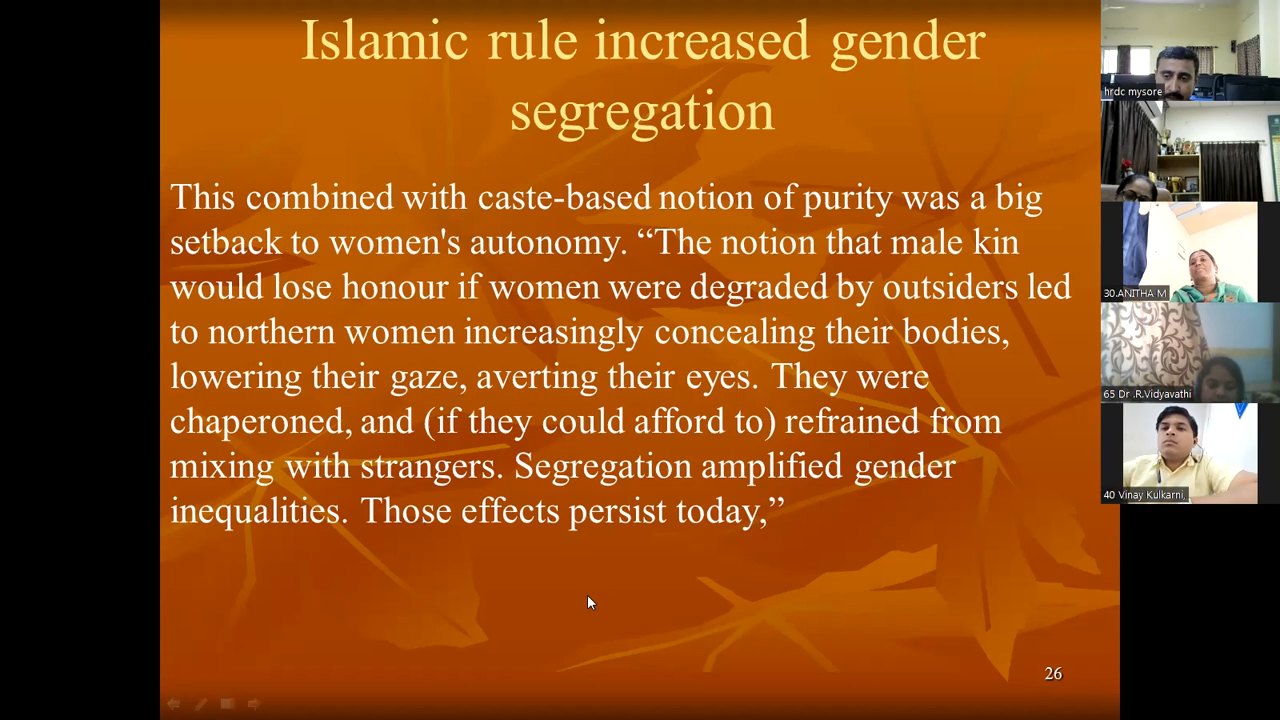 Islamic rule increased gender
segregation
This combined with caste-based notion of purity was a big
setback to women's autonomy. “The notion that male kin
would lose honour if women were degraded by outsiders led
to northern women increasingly concealing their bodies,
lowering their gaze, averting their eyes. They were
chaperoned, and (if they could afford to) refrained from
mixing with strangers. Segregation amplified gender
inequalities. Those effects persist today,”
26
hrdc mysore
30.ANITHA M
65 Dr .R.Vidyavathi
40 Vinay Kulkarni,